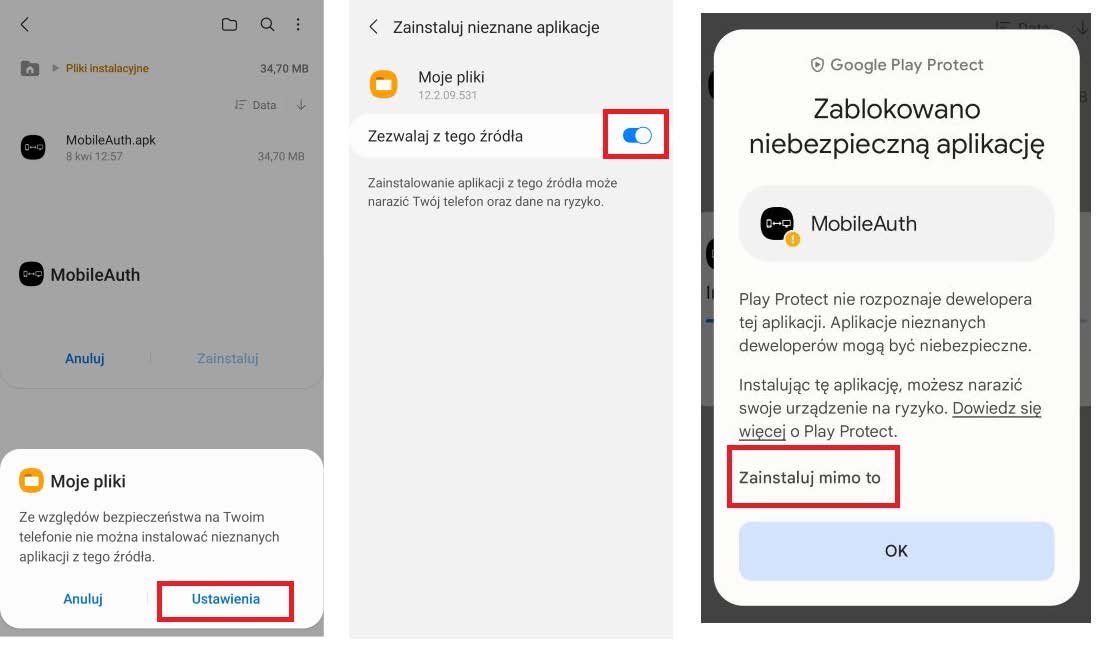 Pliki instalacyjne
34,70 MB
Data
MobileAuth.apk
8 kwi 12:57
34,70 MB
MobileAuth
Anuluj
Zainstaluj
Moje pliki
Ze względów bezpieczeństwa na Twoim
telefonie nie można instalować nieznanych
aplikacji z tego źródła.
Anuluj
Ustawienia
Zainstaluj nieznane aplikacje
Moje pliki
12.2.09.531
Zezwalaj z tego źródła
Zainstalowanie aplikacji z tego źródła może
narazić Twój telefon oraz dane na ryzyko.
Data
Google Play Protect
Zablokowano
niebezpieczną aplikację
MobileAuth
Play Protect nie rozpoznaje dewelopera
tej aplikacji. Aplikacje nieznanych
deweloperów mogą być niebezpieczne.
Instalując tę aplikację, możesz narazić
swoje urządzenie na ryzyko. Dowiedz się
więcej o Play Protect.
Zainstaluj mimo to
OK